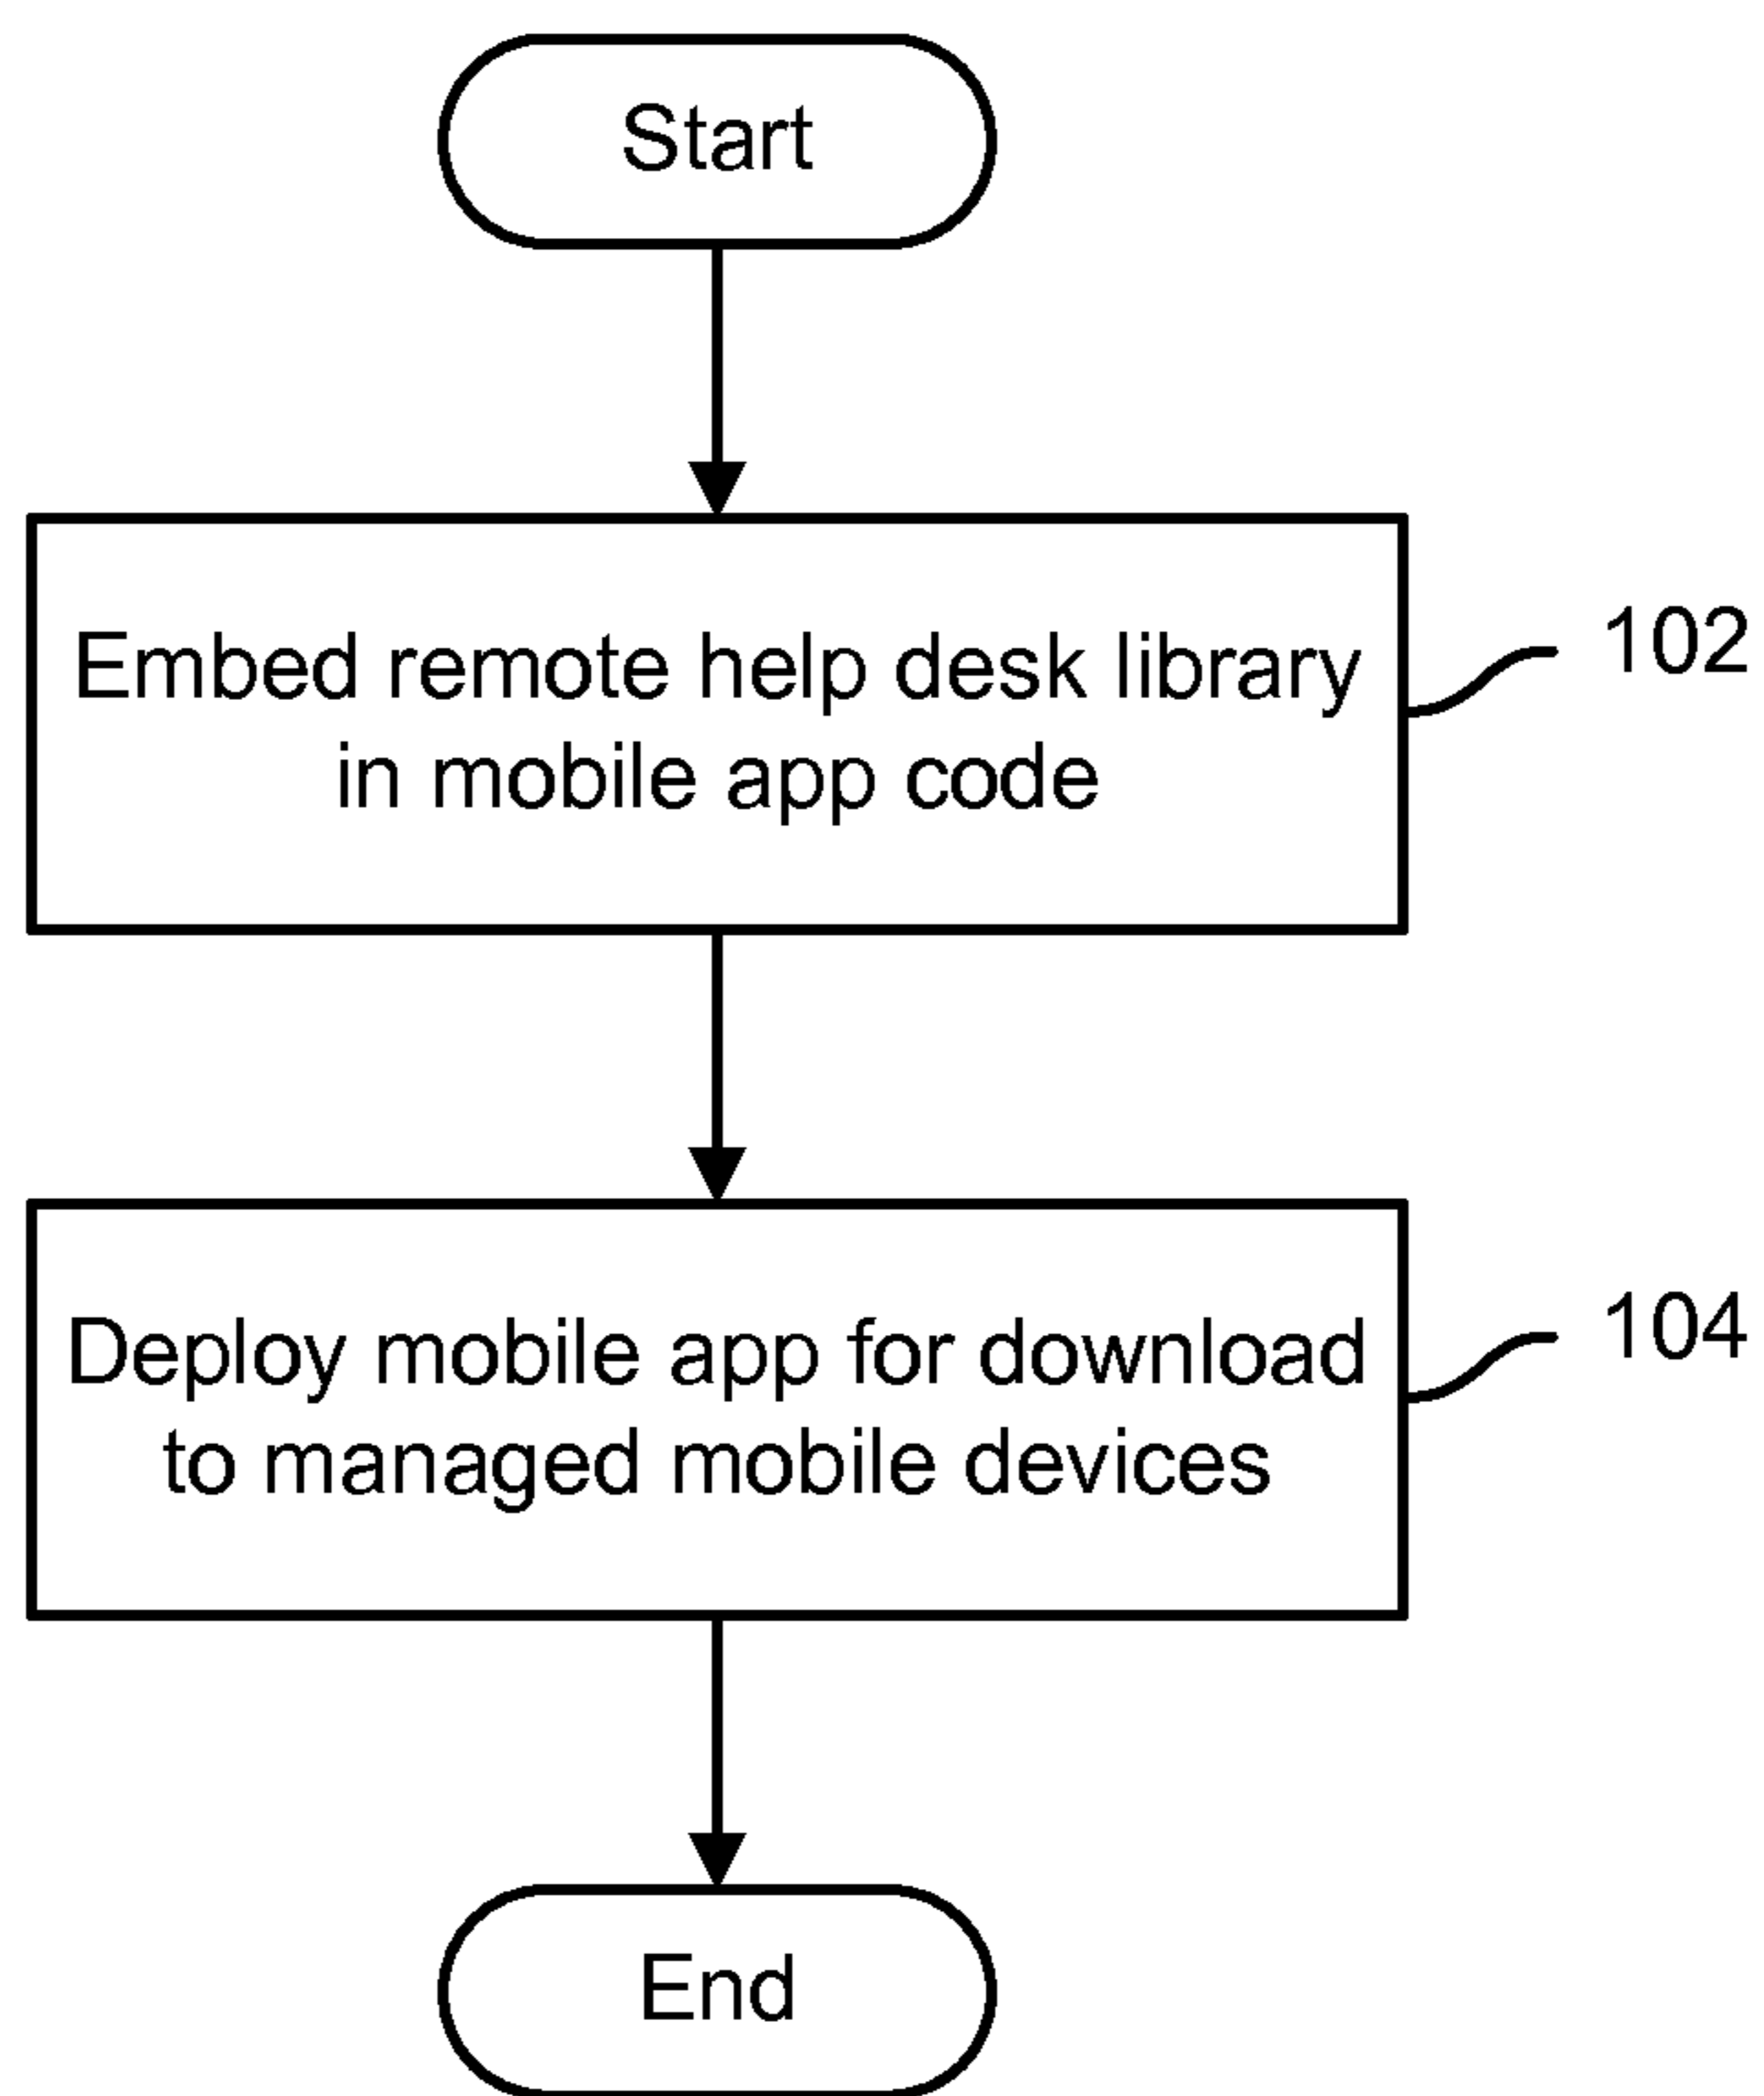 Start
Embed remote help desk library
in mobile app code
102
Deploy mobile app for download
to managed mobile devices
104
End